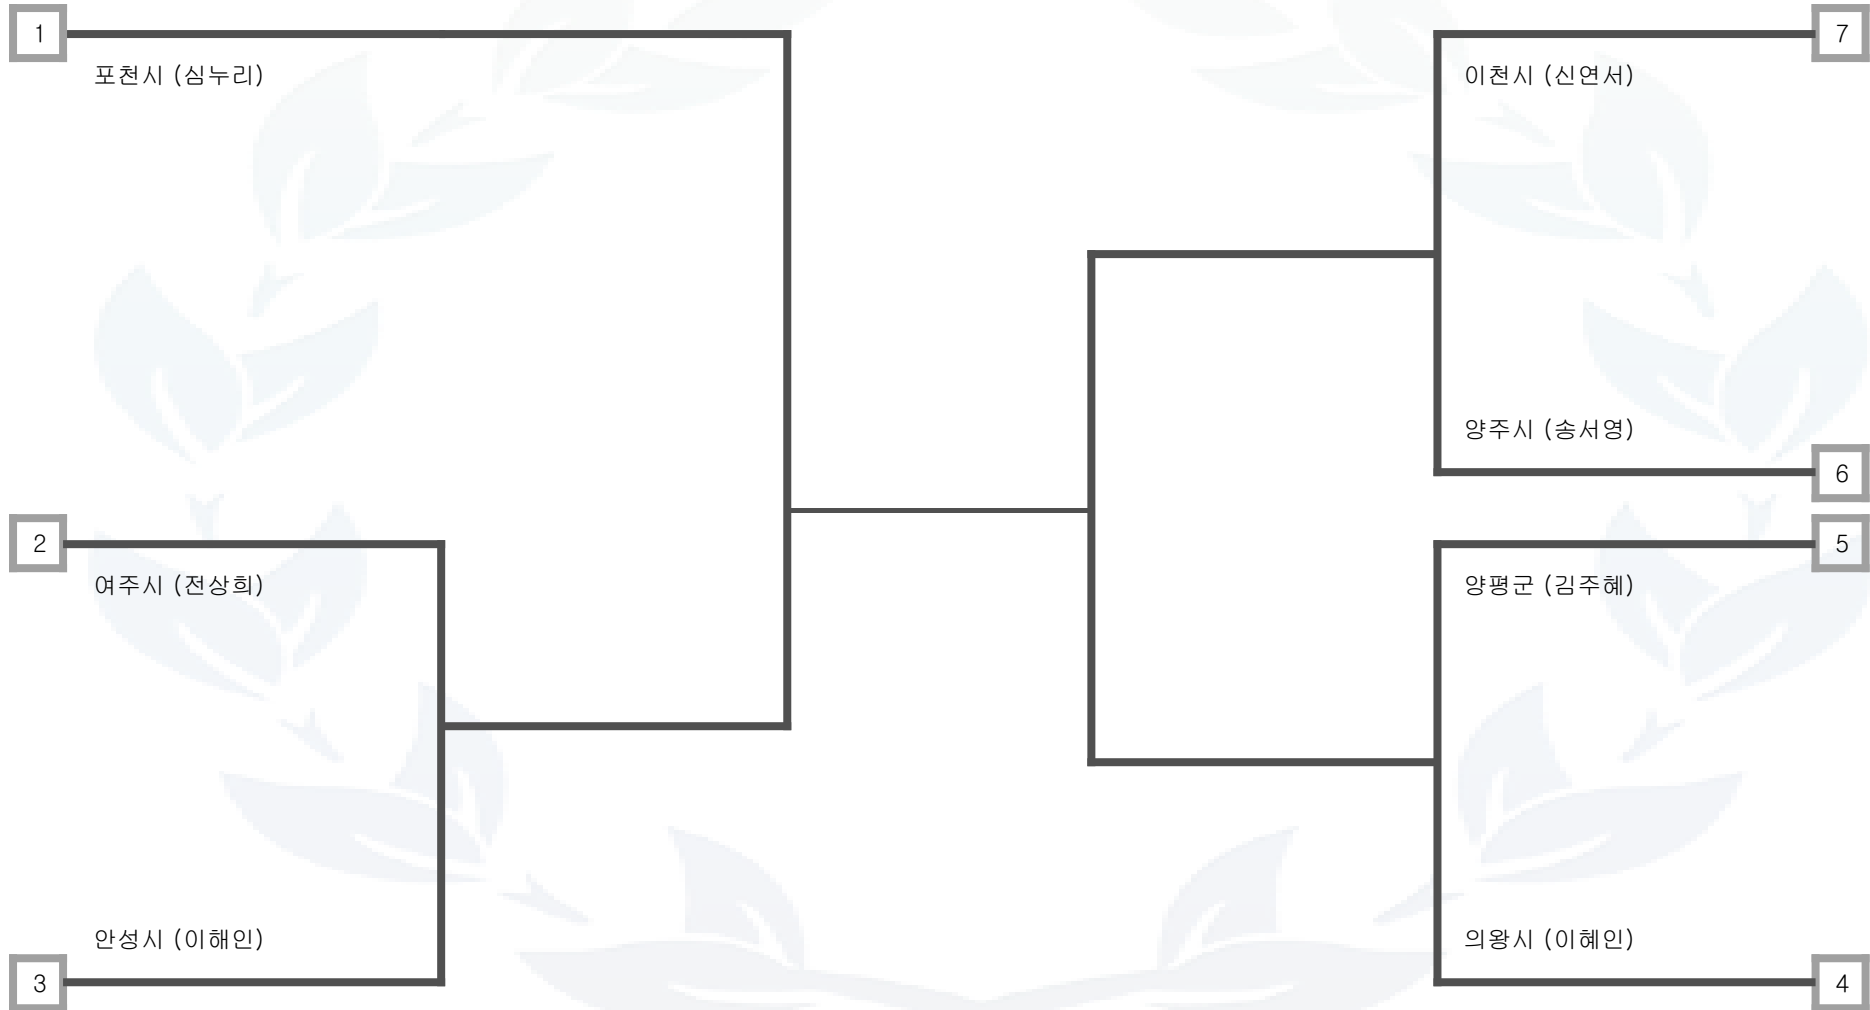 1
포천시 (심누리)
2
여주시 (전상희)
안성시 (이해인)
3
7
이천시 (신연서)
양주시 (송서영)
6
5
양평군 (김주혜)
의왕시 (이혜인)
4